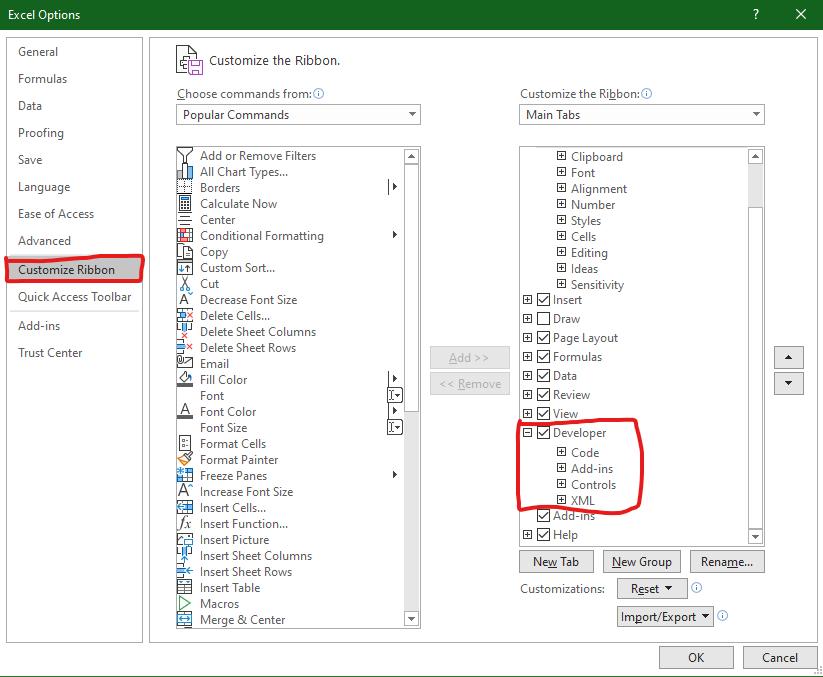 Excel Options
?
General
Formulas
Data
Proofing
Save
Language
Ease of Access
Advanced
Customize Ribbon
Quick Access Toolbar
Add-ins
Trust Center
Customize the Ribbon.
Choose commands from:
Popular Commands
Add or Remove Filters
All Chart Types...
Borders
Calculate Now
Center
Conditional Formatting
Copy
Custom Sort...
Cut
Decrease Font Size
Delete Cells...
Delete Sheet Columns
Delete Sheet Rows
Email
Fill Color
Font
Font Color
Font Size
Format Cells
Format Painter
Freeze Panes
Increase Font Size
Insert Cells...
Insert Function...
Insert Picture
Insert Sheet Columns
Insert Sheet Rows
Insert Table
Macros
Merge & Center
Add >>
<< Remove
Customize the Ribbon:
Main Tabs
Clipboard
Font
Alignment
Number
Styles
Cells
Editing
Ideas
Sensitivity
Insert
Draw
Page Layout
Formulas
Data
Review
View
Developer
Code
Add-ins
Controls
XML
Add-ins
Help
New Tab
New Group
Rename...
Customizations:
Reset
Import/Export
OK
Cancel